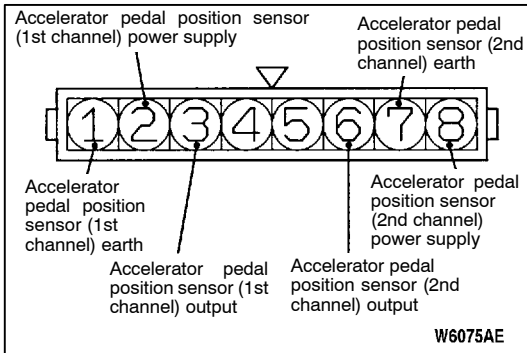 Accelerator pedal position sensor
(1st channel) power supply
Accelerator pedal
position sensor (2nd
channel) earth
1 2 3 4 5 6 7 8
Accelerator
pedal position
sensor (1st
channel) earth
Accelerator pedal
position sensor (1st
channel) output
Accelerator pedal
position sensor (2nd
channel) output
Accelerator pedal
position sensor
(2nd channel)
power supply
W6075AE